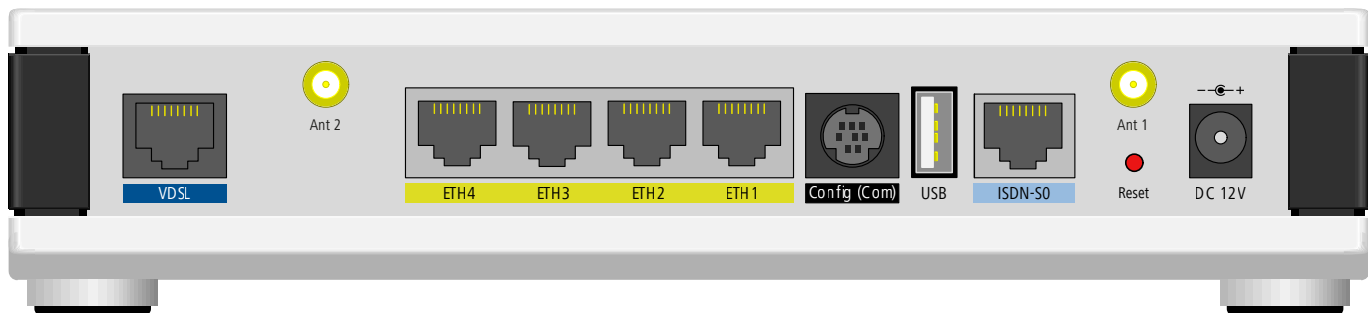 VDSL
Ant 2
ETH4
ETH3
ETH2
ETH1
Config (Com)
USB
ISDN-S0
Ant 1
Reset
- +
DC 12V